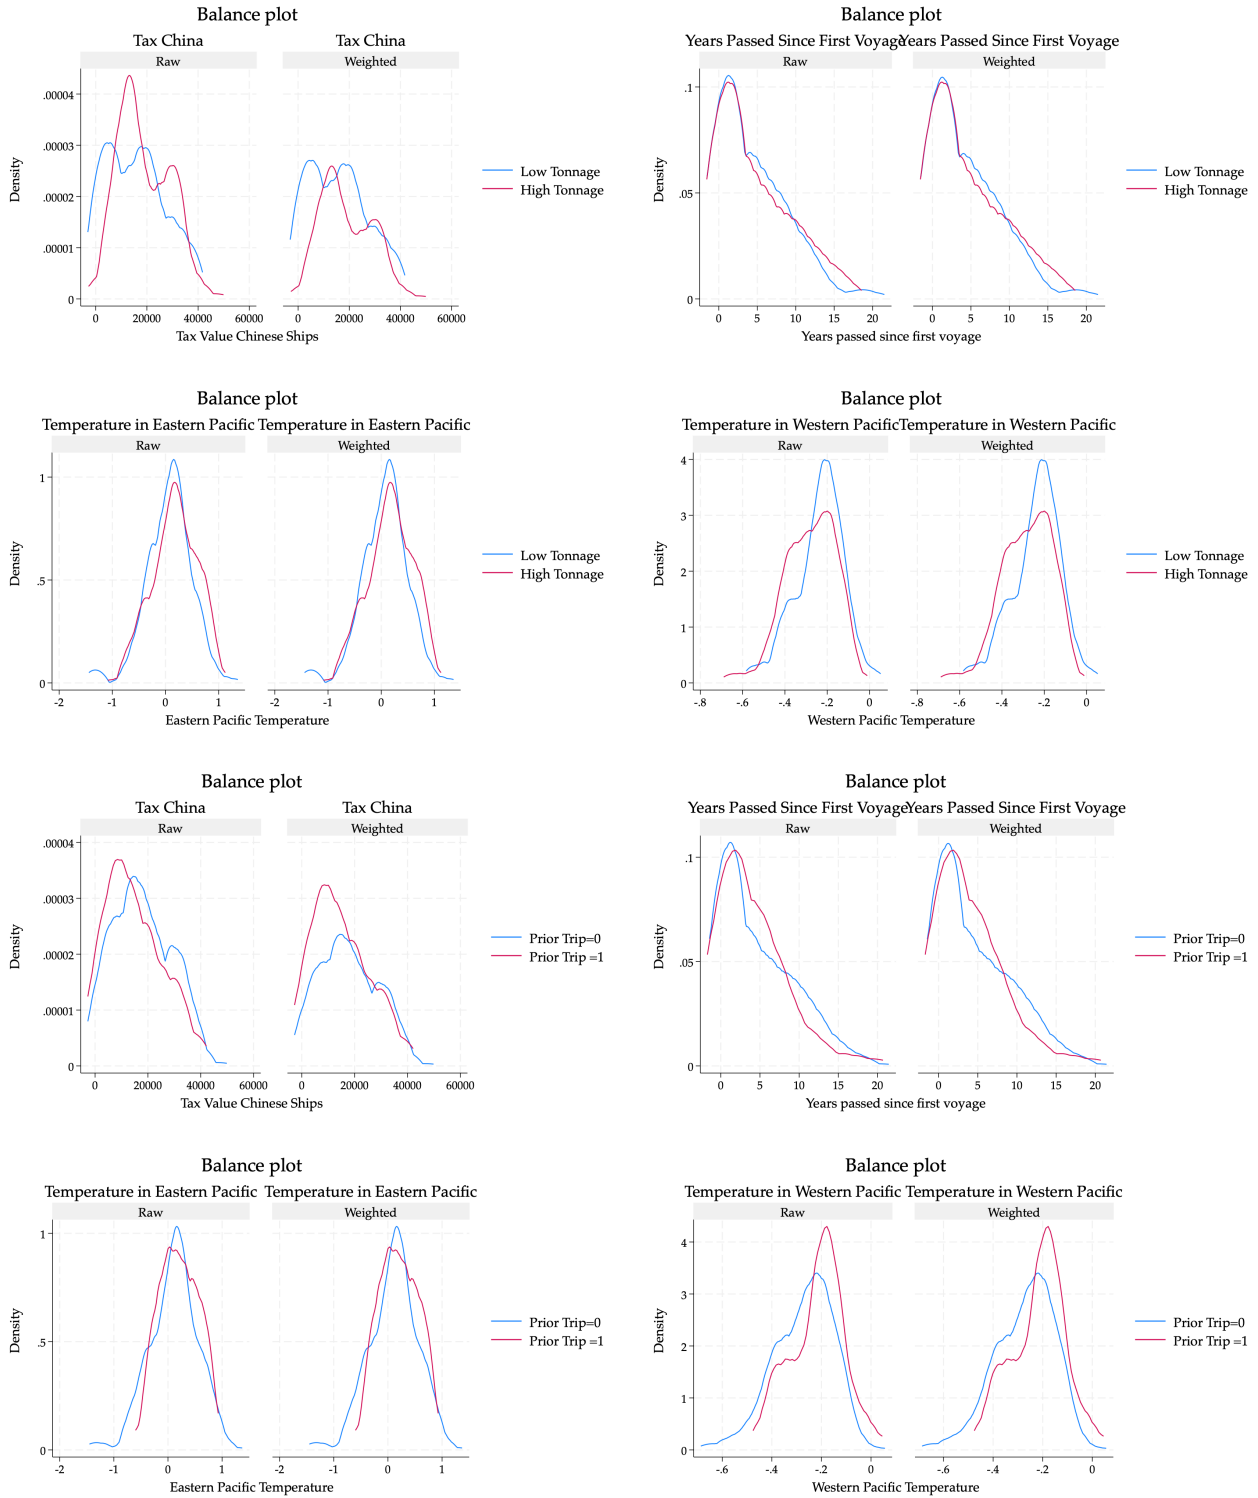 Balance plot
Tax China Tax China
Raw Weighted
Density
.00004
.00003
.00002
.00001
0
0 20000 40000 60000 0 20000 40000 60000
Tax Value Chinese Ships
Low Tonnage
High Tonnage
Balance plot
Years Passed Since First Voyage Years Passed Since First Voyage
Raw Weighted
Density
.1
.05
0
0 5 10 15 20 0 5 10 15 20
Years passed since first voyage
Low Tonnage
High Tonnage
Balance plot
Temperature in Eastern Pacific Temperature in Eastern Pacific
Raw Weighted
Density
1
.5
0
-2 -1 0 1 -2 -1 0 1
Eastern Pacific Temperature
Low Tonnage
High Tonnage
Balance plot
Temperature in Western Pacific Temperature in Western Pacific
Raw Weighted
Density
4
3
2
1
0
-.8 -.6 -.4 -.2 0 -.8 -.6 -.4 -.2 0
Western Pacific Temperature
Low Tonnage
High Tonnage
Balance plot
Tax China Tax China
Raw Weighted
Density
.00004
.00003
.00002
.00001
0
0 20000 40000 60000 0 20000 40000 60000
Tax Value Chinese Ships
Prior Trip=0
Prior Trip =1
Balance plot
Years Passed Since First Voyage Years Passed Since First Voyage
Raw Weighted
Density
.1
.05
0
0 5 10 15 20 0 5 10 15 20
Years passed since first voyage
Prior Trip=0
Prior Trip =1
Balance plot
Temperature in Eastern Pacific Temperature in Eastern Pacific
Raw Weighted
Density
1
.5
0
-2 -1 0 1 -2 -1 0 1
Eastern Pacific Temperature
Prior Trip=0
Prior Trip =1
Balance plot
Temperature in Western Pacific Temperature in Western Pacific
Raw Weighted
Density
4
3
2
1
0
-.6 -.4 -.2 0 -.6 -.4 -.2 0
Western Pacific Temperature
Prior Trip=0
Prior Trip =1